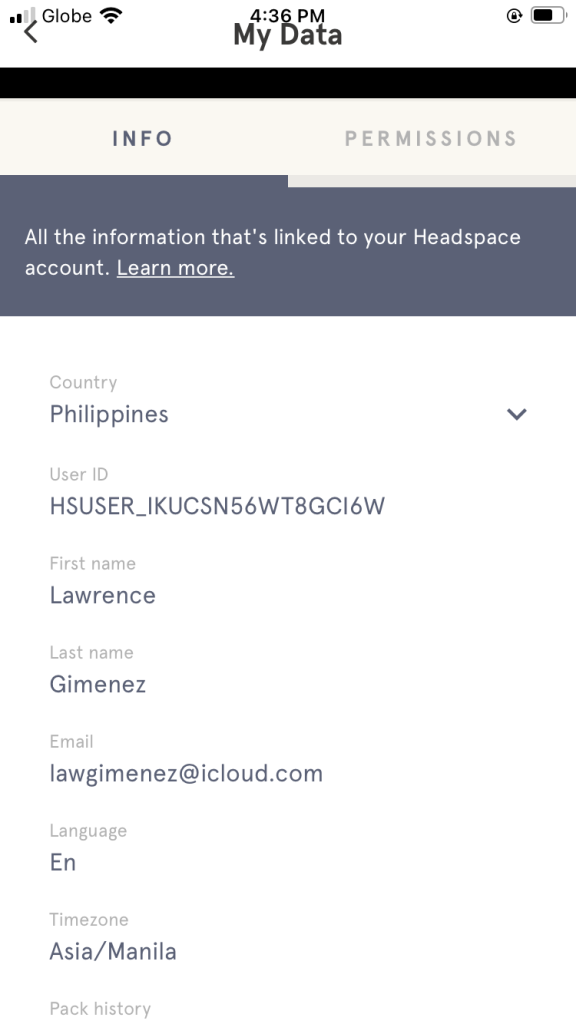 Globe
4:36 PM
My Data
INFO
PERMISSIONS
All the information that's linked to your Headspace
account. Learn more.
Country
Philippines
User ID
HSUSER_IKUCSN56WT8GCI6W
First name
Lawrence
Last name
Gimenez
Email
lawgimenez@icloud.com
Language
En
Timezone
Asia/Manila
Pack history